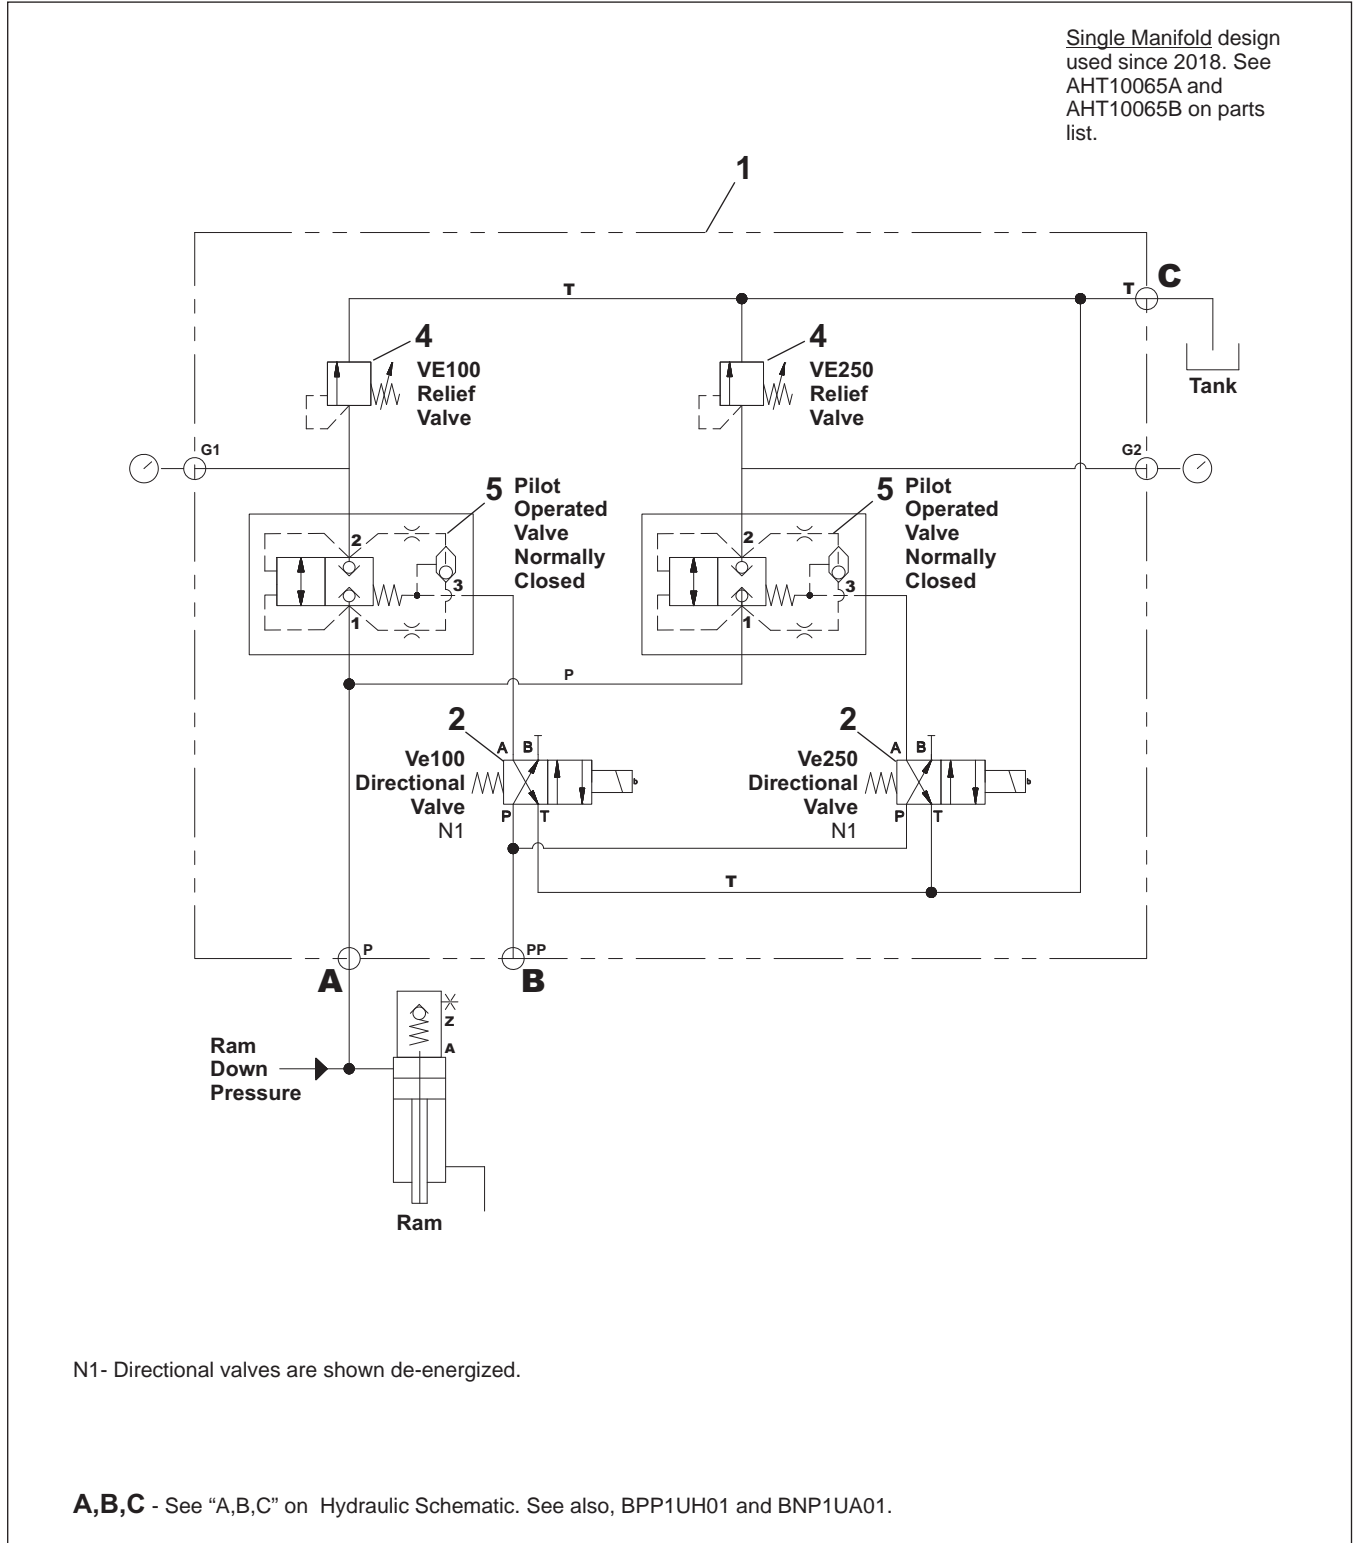 Single Manifold design
used since 2018. See
AHT10065A and
AHT10065B on parts
list.
1
T
T
C
Tank
4
VE100
Relief
Valve
4
VE250
Relief
Valve
G1
G2
5 Pilot
Operated
Valve
Normally
Closed
2
3
1
5 Pilot
Operated
Valve
Normally
Closed
2
3
1
P
2
A B
Ve100
Directional
Valve
N1
P T
b
2
A B
Ve250
Directional
Valve
N1
P T
b
T
P
A
PP
B
Z
A
Ram
Down
Pressure
Ram
N1- Directional valves are shown de-energized.
A,B,C - See “A,B,C” on Hydraulic Schematic. See also, BPP1UH01 and BNP1UA01.